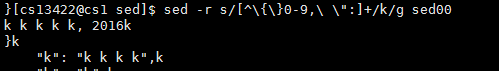 }[cs13422@cs1 sed]$ sed -r s/[^\{\}0-9,\ \":]+/k/g sed00
k k k k k, 2016k
}k
"k": "k k k k",k